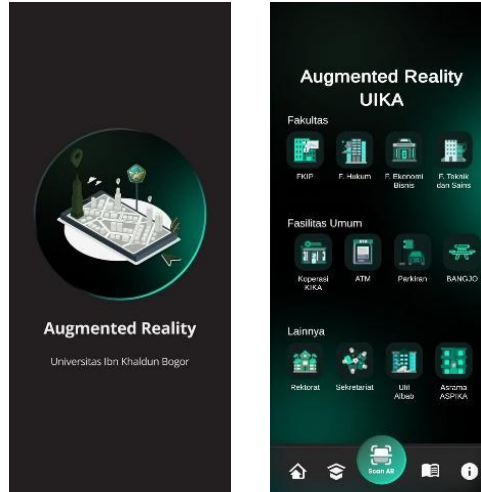 Augmented Reality
Universitas Ibn Khaldun Bogor
Augmented Reality
UIKA
Fakultas
FKIP
F. Hukum
F. Ekonomi
Bisnis
F. Teknik
dan Sains
Fasilitas Umum
Koperasi
KIKA
ATM
Parkiran
BANGJO
Lainnya
Rektorat
Sekretariat
Ulil
Albab
Asrama
ASPIKA
Scan AR